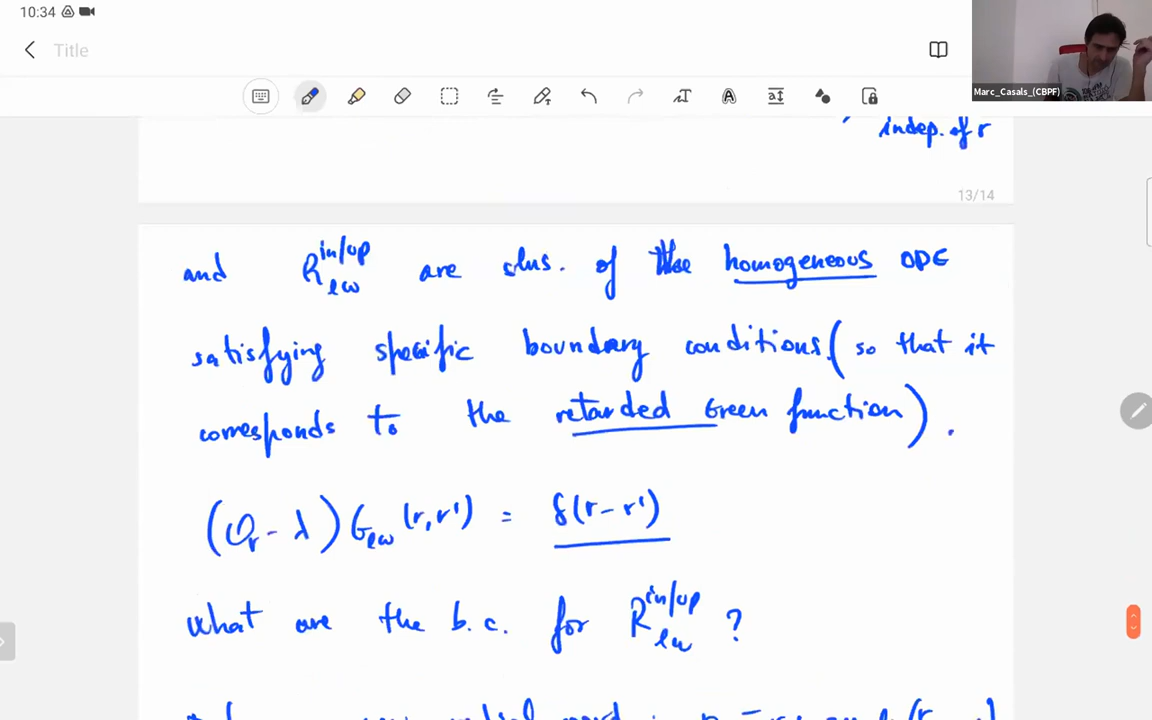 10:34
Title
Marc_Casals_(CBPF)
indep. of r
13/14
and R_{lω}^{in/up} are slns. of the homogeneous ODE
satisfying specific boundary conditions (so that it
corresponds to the retarded Green function).
(O_r - λ) G_{lω}(r,r') = δ(r-r')
What are the b.c. for R_{lω}^{in/up} ?